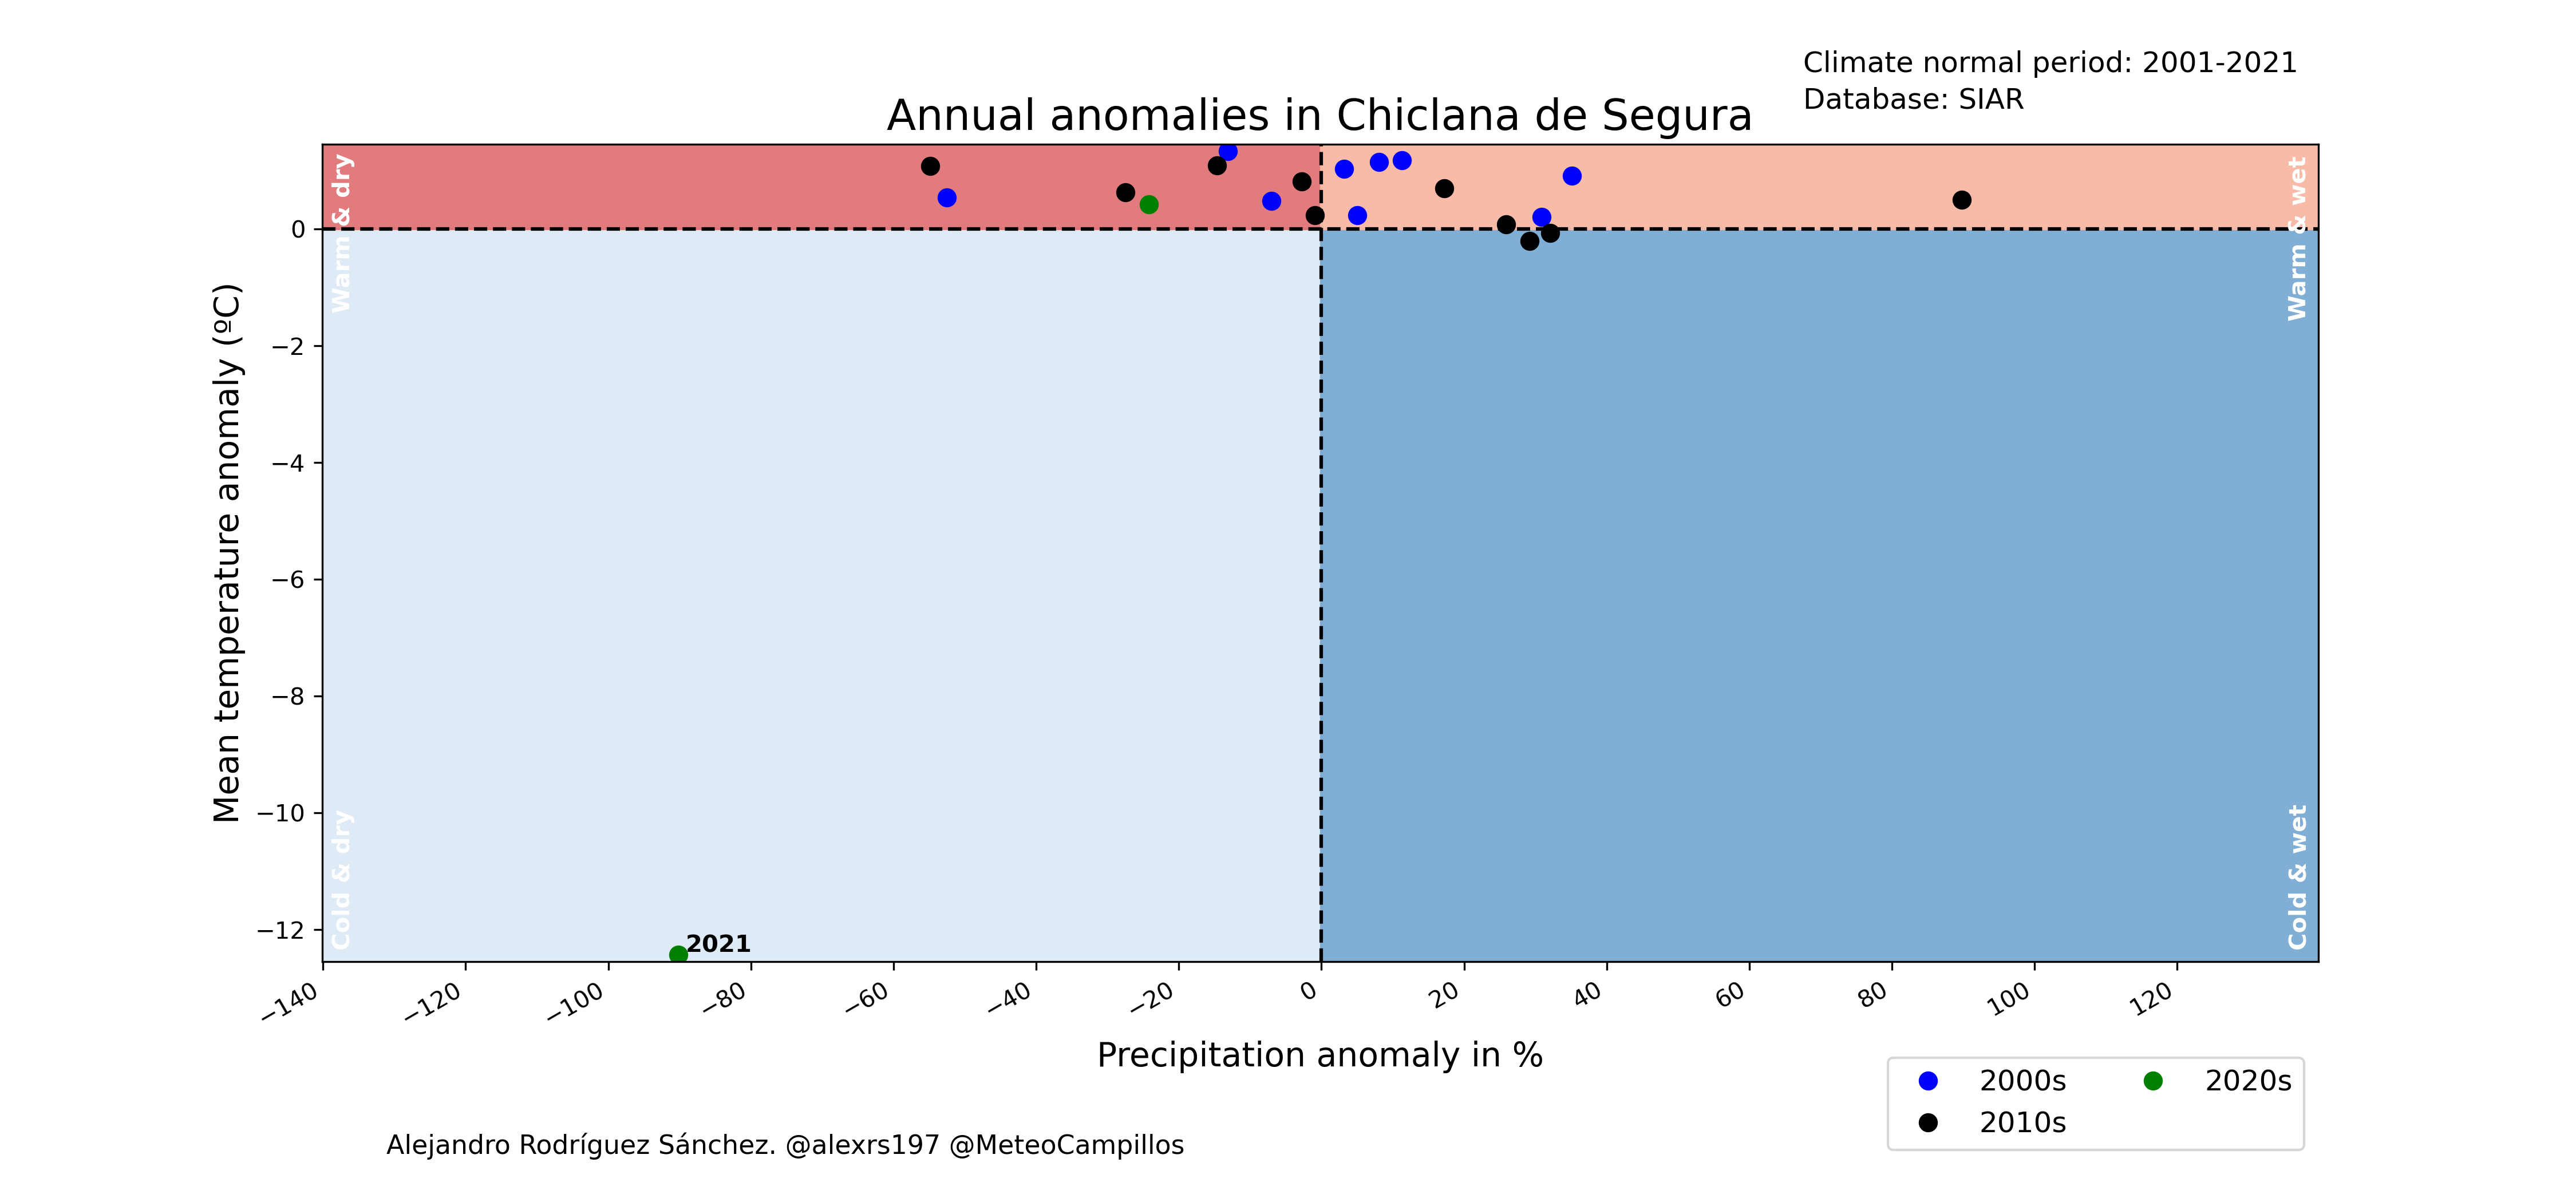 Climate normal period: 2001-2021
Database: SIAR
Annual anomalies in Chiclana de Segura
Warm & dry
Warm & wet
Cold & dry
Cold & wet
Mean temperature anomaly (ºC)
0
−2
−4
−6
−8
−10
−12
2021
−140 −120 −100 −80 −60 −40 −20 0 20 40 60 80 100 120
Precipitation anomaly in %
2000s 2020s
2010s
Alejandro Rodríguez Sánchez. @alexrs197 @MeteoCampillos